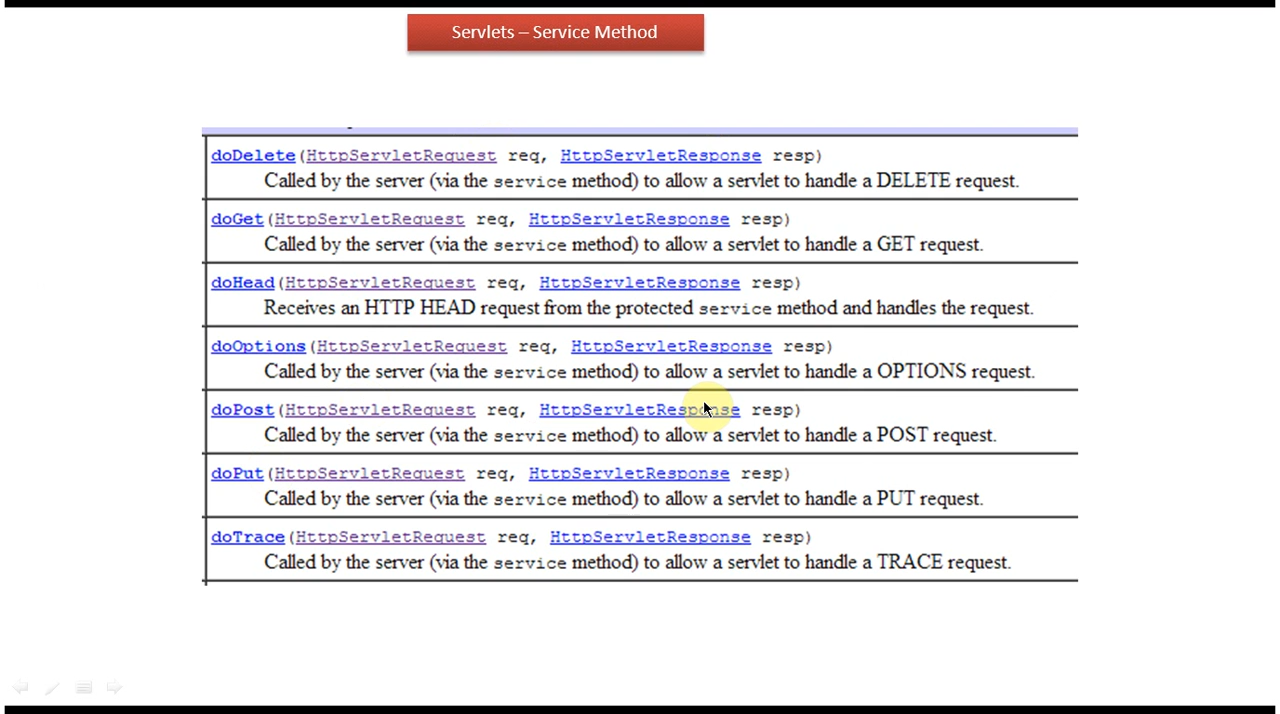 Servlets – Service Method
doDelete(HttpServletRequest req, HttpServletResponse resp)
Called by the server (via the service method) to allow a servlet to handle a DELETE request.
doGet(HttpServletRequest req, HttpServletResponse resp)
Called by the server (via the service method) to allow a servlet to handle a GET request.
doHead(HttpServletRequest req, HttpServletResponse resp)
Receives an HTTP HEAD request from the protected service method and handles the request.
doOptions(HttpServletRequest req, HttpServletResponse resp)
Called by the server (via the service method) to allow a servlet to handle a OPTIONS request.
doPost(HttpServletRequest req, HttpServletResponse resp)
Called by the server (via the service method) to allow a servlet to handle a POST request.
doPut(HttpServletRequest req, HttpServletResponse resp)
Called by the server (via the service method) to allow a servlet to handle a PUT request.
doTrace(HttpServletRequest req, HttpServletResponse resp)
Called by the server (via the service method) to allow a servlet to handle a TRACE request.